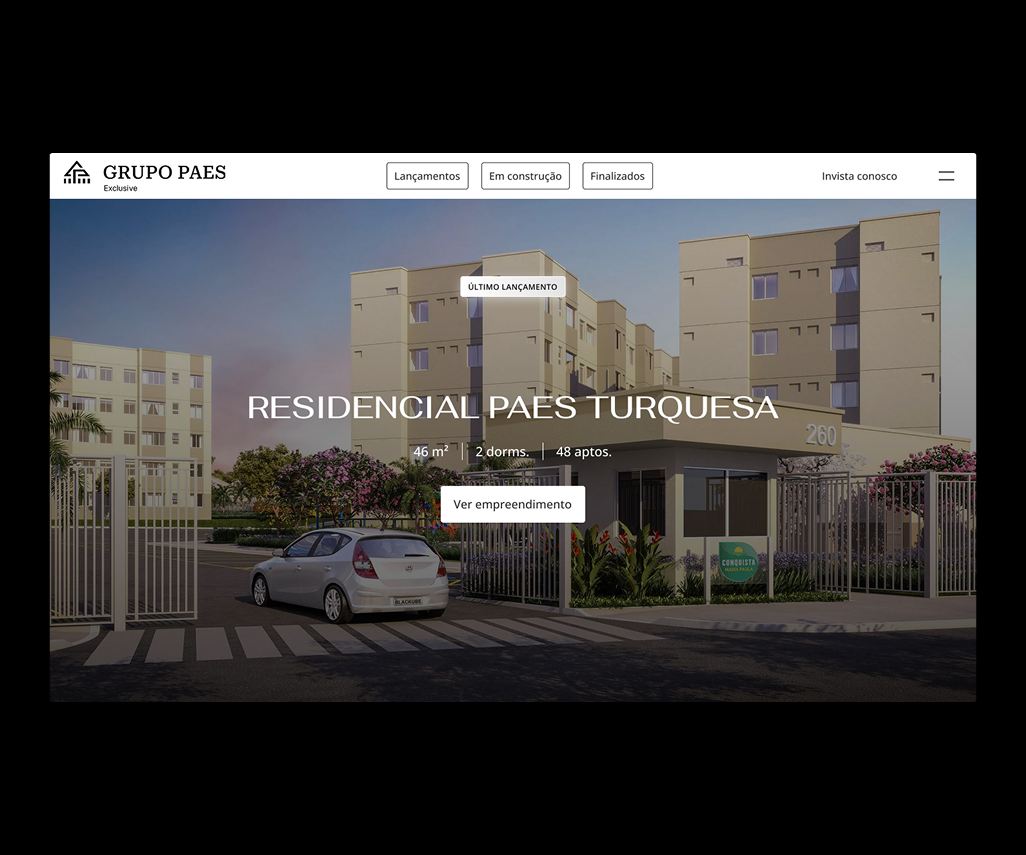 GRUPO PAES
Exclusive
Lançamentos
Em construção
Finalizados
Invista conosco
ÚLTIMO LANÇAMENTO
RESIDENCIAL PAES TURQUESA
46 m² | 2 dorms. | 48 aptos.
Ver empreendimento
260
CONQUISTA
BLACKUBE